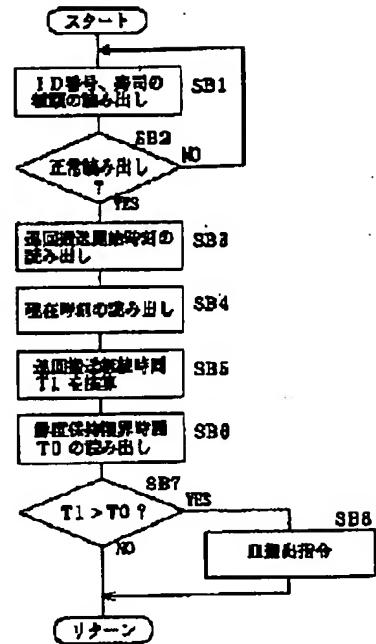 スタート
ID番号、寿司の
種類の読み出し
SB1
SB2
正常読み出し
?
NO
YES
巡回搬送開始時刻の
読み出し
SB3
現在時刻の読み出し
SB4
巡回搬送継続時間
T1を演算
SB5
鮮度保持限界時間
T0の読み出し
SB6
SB7
T1>T0?
YES
NO
SB8
皿搬出指令
リターン